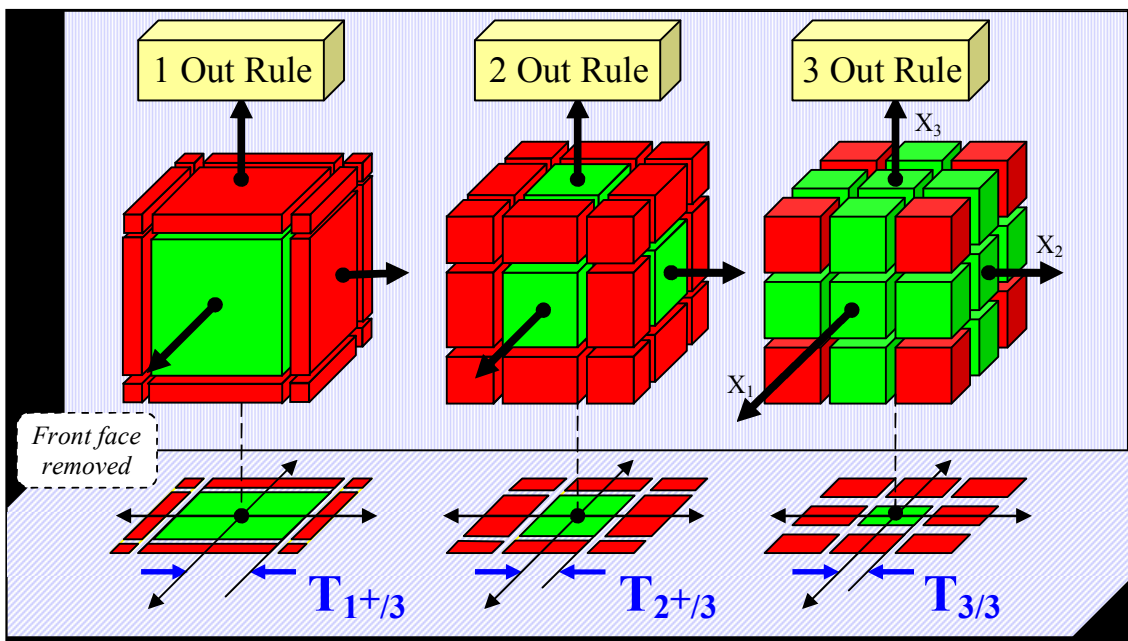 1 Out Rule
2 Out Rule
3 Out Rule
X3
X2
X1
Front face
removed
T1+/3
T2+/3
T3/3